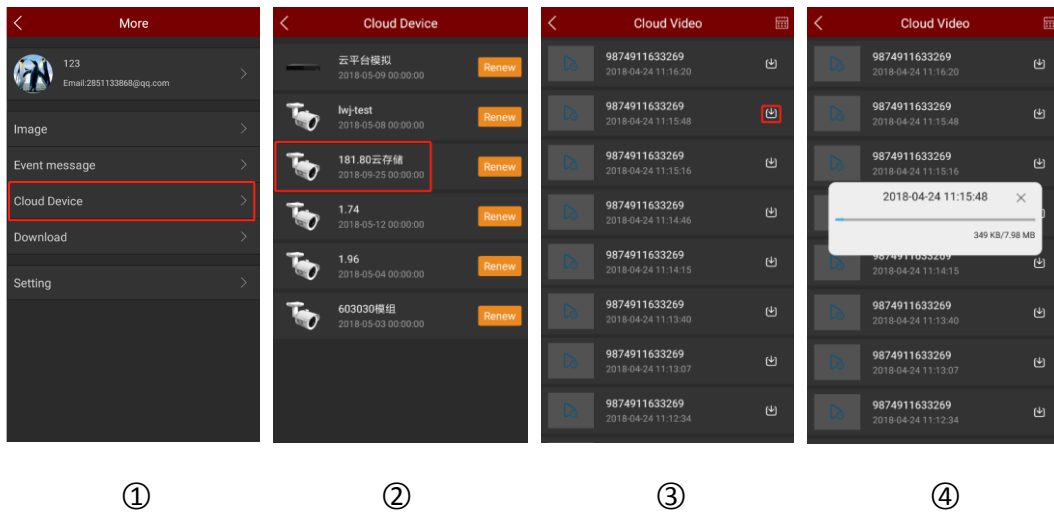 More
123
Email:2851133868@qq.com
Image
Event message
Cloud Device
Download
Setting
①
Cloud Device
云平台模拟
2018-05-09 00:00:00
Renew
lwj-test
2018-05-08 00:00:00
Renew
181.80云存储
2018-09-25 00:00:00
Renew
1.74
2018-05-12 00:00:00
Renew
1.96
2018-05-04 00:00:00
Renew
603030模组
2018-05-03 00:00:00
Renew
②
Cloud Video
9874911633269
2018-04-24 11:16:20
9874911633269
2018-04-24 11:15:48
9874911633269
2018-04-24 11:15:16
9874911633269
2018-04-24 11:14:46
9874911633269
2018-04-24 11:14:15
9874911633269
2018-04-24 11:13:40
9874911633269
2018-04-24 11:13:07
9874911633269
2018-04-24 11:12:34
③
Cloud Video
9874911633269
2018-04-24 11:16:20
9874911633269
2018-04-24 11:15:48
9874911633269
2018-04-24 11:15:16
2018-04-24 11:15:48
349 KB/7.98 MB
9874911633269
2018-04-24 11:14:15
9874911633269
2018-04-24 11:13:40
9874911633269
2018-04-24 11:13:07
9874911633269
2018-04-24 11:12:34
④